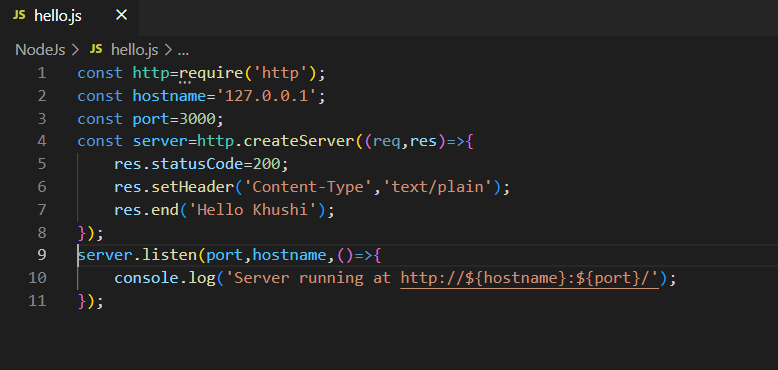 JS hello.js ×
NodeJs > JS hello.js > ...
1 const http=require('http');
2 const hostname='127.0.0.1';
3 const port=3000;
4 const server=http.createServer((req,res)=>{
5     res.statusCode=200;
6     res.setHeader('Content-Type','text/plain');
7     res.end('Hello Khushi');
8 });
9 server.listen(port,hostname,()=>{
10     console.log('Server running at http://${hostname}:${port}/');
11 });